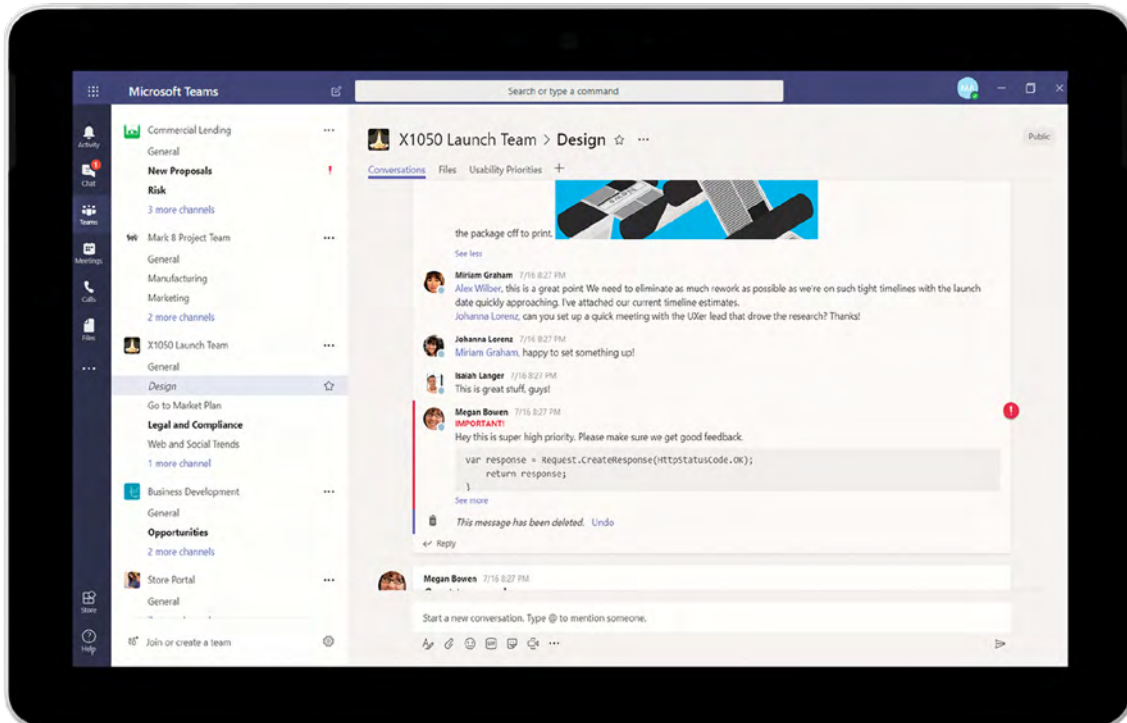 Microsoft Teams
Search or type a command
MA
Activity
Chat
1
Teams
Meetings
Calls
Files
Store
Help
Commercial Lending
General
New Proposals
Risk
3 more channels
Mark 8 Project Team
General
Manufacturing
Marketing
2 more channels
X1050 Launch Team
General
Design
Go to Market Plan
Legal and Compliance
Web and Social Trends
1 more channel
Business Development
General
Opportunities
2 more channels
Store Portal
General
Join or create a team
X1050 Launch Team > Design
Public
Conversations Files Usability Priorities +
the package off to print.
See less
Miriam Graham 7/16 8:27 PM
Alex Wilber, this is a great point We need to eliminate as much rework as possible as we're on such tight timelines with the launch
date quickly approaching. I've attached our current timeline estimates.
Johanna Lorenz, can you set up a quick meeting with the UXer lead that drove the research? Thanks!
Johanna Lorenz 7/16 8:27 PM
Miriam Graham, happy to set something up!
Isaiah Langer 7/16 8:27 PM
This is great stuff, guys!
Megan Bowen 7/16 8:27 PM
IMPORTANT!
Hey this is super high priority. Please make sure we get good feedback.
var response = Request.CreateResponse(HttpStatusCode.OK);
return response;
}
See more
This message has been deleted. Undo
Reply
Megan Bowen 7/16 8:27 PM
Start a new conversation. Type @ to mention someone.
GIF